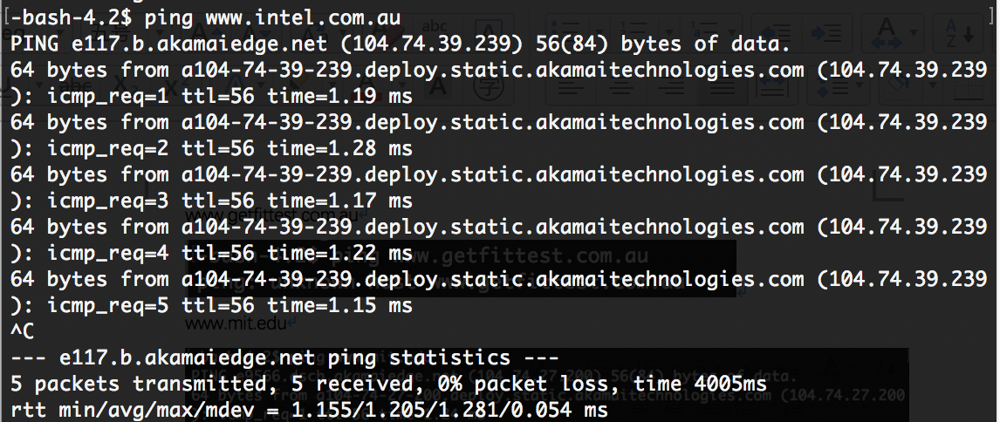 [-bash-4.2$ ping www.intel.com.au ]
PING e117.b.akamaiedge.net (104.74.39.239) 56(84) bytes of data.
64 bytes from a104-74-39-239.deploy.static.akamaitechnologies.com (104.74.39.239
): icmp_req=1 ttl=56 time=1.19 ms
64 bytes from a104-74-39-239.deploy.static.akamaitechnologies.com (104.74.39.239
): icmp_req=2 ttl=56 time=1.28 ms
64 bytes from a104-74-39-239.deploy.static.akamaitechnologies.com (104.74.39.239
): icmp_req=3 ttl=56 time=1.17 ms
www.getfittest.com.au
64 bytes from a104-74-39-239.deploy.static.akamaitechnologies.com (104.74.39.239
): icmp_req=4 ttl=56 time=1.22 ms
ping www.getfittest.com.au
64 bytes from a104-74-39-239.deploy.static.akamaitechnologies.com (104.74.39.239
): icmp_req=5 ttl=56 time=1.15 ms
www.mit.edu
^C
--- e117.b.akamaiedge.net ping statistics ---
5 packets transmitted, 5 received, 0% packet loss, time 4005ms
rtt min/avg/max/mdev = 1.155/1.205/1.281/0.054 ms